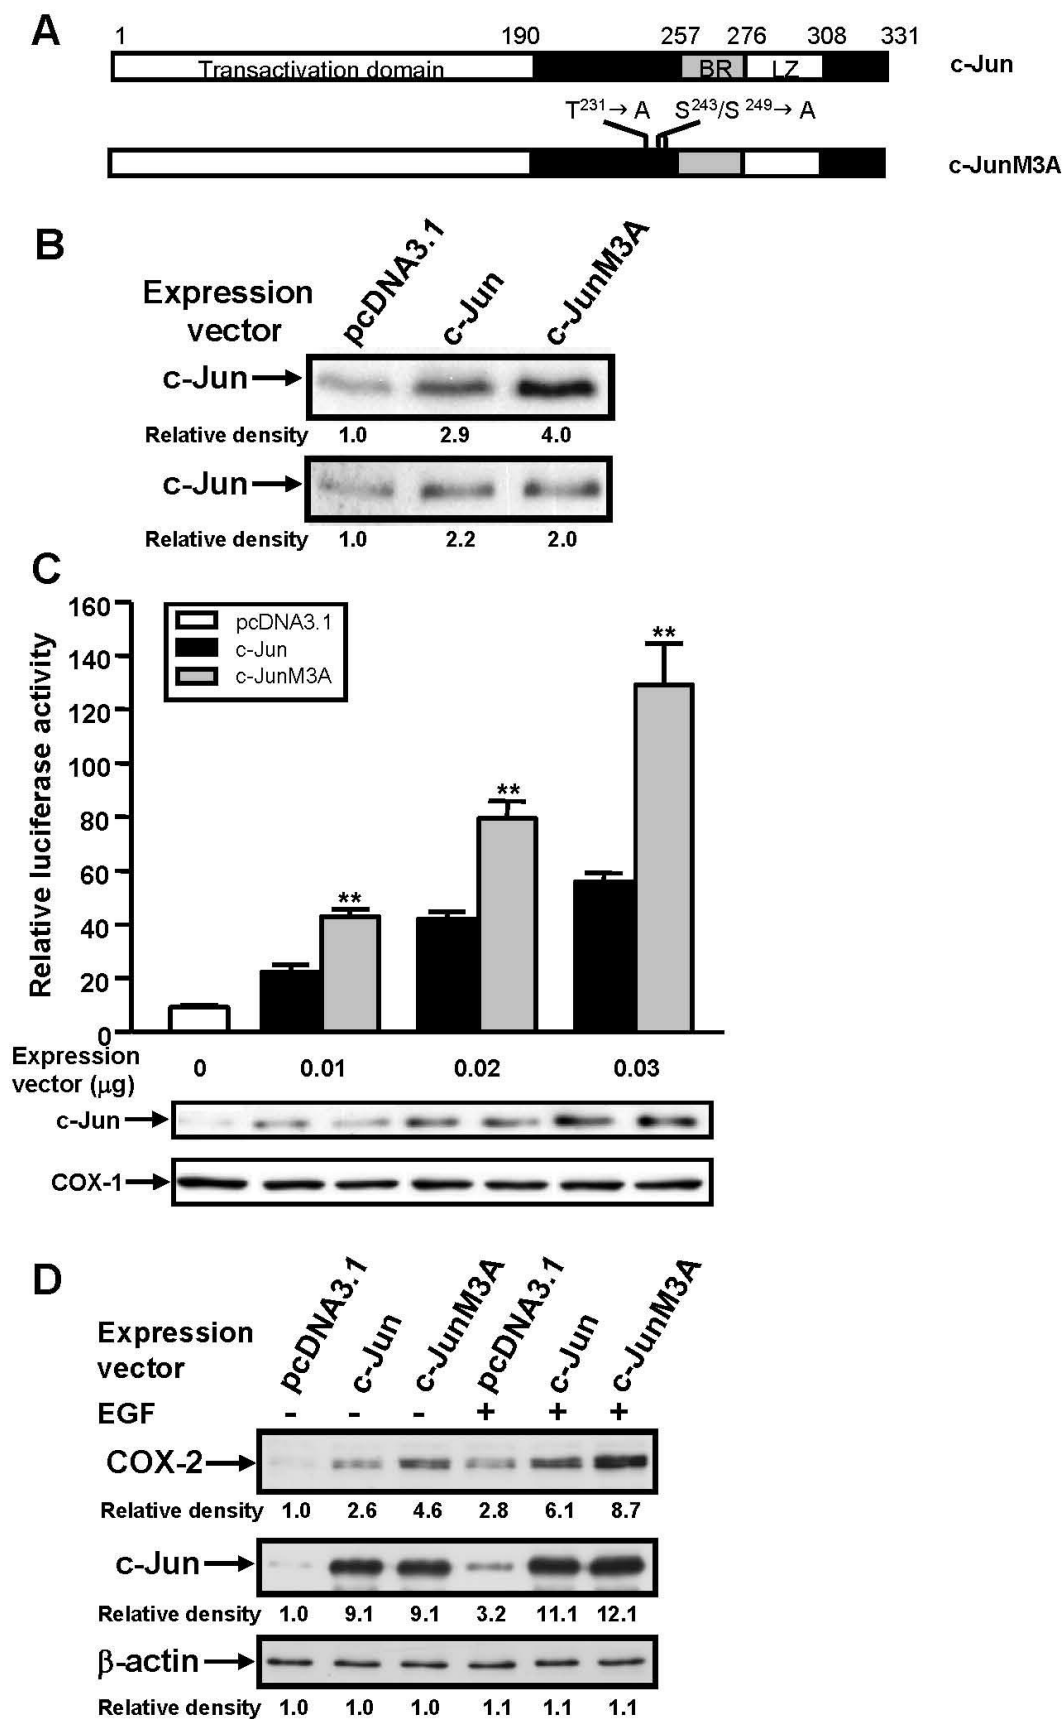 A
1 190 257 276 308 331
Transactivation domain BR LZ c-Jun
T231→ A S243/S 249→ A
c-JunM3A
B
Expression vector
pcDNA3.1 c-Jun c-JunM3A
c-Jun
Relative density 1.0 2.9 4.0
c-Jun
Relative density 1.0 2.2 2.0
C
Relative luciferase activity
160
140
120
100
80
60
40
20
0
pcDNA3.1
c-Jun
c-JunM3A
**
**
**
Expression
vector (μg) 0 0.01 0.02 0.03
c-Jun
COX-1
D
Expression
vector
pcDNA3.1 c-Jun c-JunM3A pcDNA3.1 c-Jun c-JunM3A
EGF - - - + + +
COX-2
Relative density 1.0 2.6 4.6 2.8 6.1 8.7
c-Jun
Relative density 1.0 9.1 9.1 3.2 11.1 12.1
β-actin
Relative density 1.0 1.0 1.0 1.1 1.1 1.1